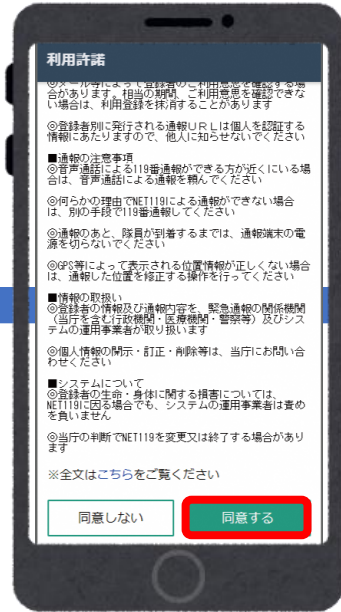 利用許諾
◎メール等によって登録者のご利用意思を確認する場
合があります。相当の期間、ご利用意思を確認できな
い場合は、利用登録を抹消することがあります
◎登録者別に発行される通報ＵＲＬは個人を認証する
情報にあたりますので、他人に知らせないでください
■通報の注意事項
◎音声通話による119番通報ができる方が近くにいる場
合は、音声通話による通報を頼んでください
◎何らかの理由でNET119による通報ができない場合
は、別の手段で119番通報してください
◎通報のあと、隊員が到着するまでは、通報端末の電
源を切らないでください
◎GPS等によって表示される位置情報が正しくない場合
は、通報した位置を修正する操作を行ってください
■情報の取扱い
◎登録者の情報及び通報内容を、緊急通報の関係機関
（当庁を含む行政機関・医療機関・警察等）及びシス
テムの運用事業者が取り扱います
◎個人情報の開示・訂正・削除等は、当庁にお問い合
わせください
■システムについて
◎登録者の生命・身体に関する損害については、
NET119に因る場合でも、システムの運用事業者は責め
を負いません
◎当庁の判断でNET119を変更又は終了する場合があり
ます
※全文はこちらをご覧ください
同意しない
同意する